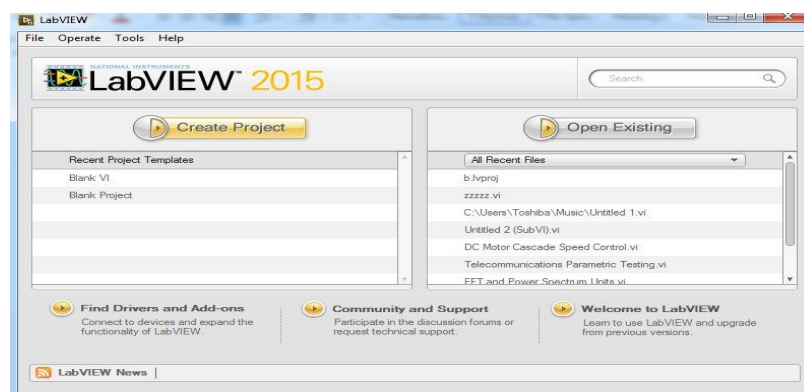 LabVIEW
File Operate Tools Help
NATIONAL INSTRUMENTS
LabVIEW™ 2015
Search
Create Project
Open Existing
Recent Project Templates
All Recent Files
Blank VI
Blank Project
b.lvproj
zzzzz.vi
C:\Users\Toshiba\Music\Untitled 1.vi
Untitled 2 (SubVI).vi
DC Motor Cascade Speed Control.vi
Telecommunications Parametric Testing.vi
FFT and Power Spectrum Units.vi
Find Drivers and Add-ons
Connect to devices and expand the
functionality of LabVIEW.
Community and Support
Participate in the discussion forums or
request technical support.
Welcome to LabVIEW
Learn to use LabVIEW and upgrade
from previous versions.
LabVIEW News |